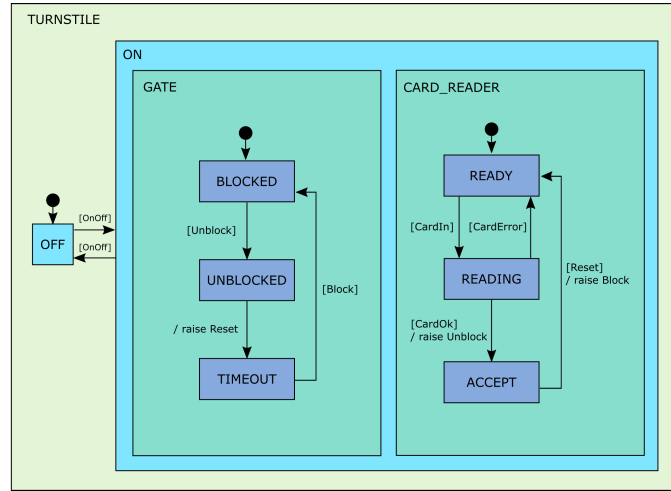 TURNSTILE
ON
GATE
CARD_READER
BLOCKED
READY
[OnOff]
[Unblock]
[CardIn]
[CardError]
OFF
[OnOff]
UNBLOCKED
READING
[Block]
[Reset]
/ raise Block
/ raise Reset
[CardOk]
/ raise Unblock
TIMEOUT
ACCEPT